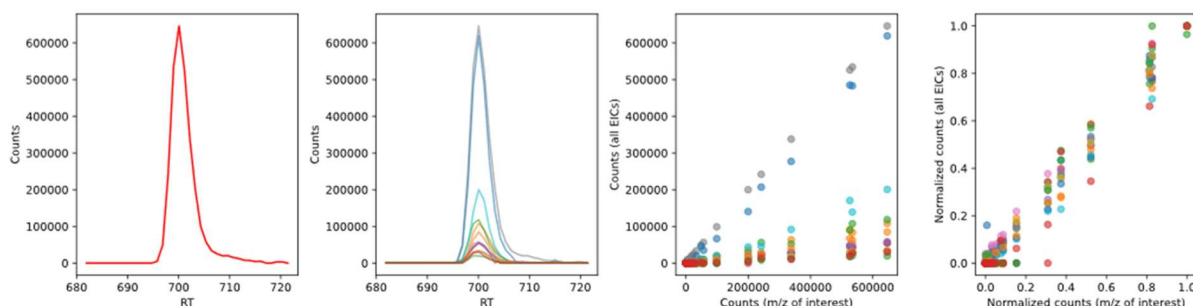 Counts
600000
500000
400000
300000
200000
100000
0
680 690 700 710 720
RT
Counts
600000
500000
400000
300000
200000
100000
0
680 690 700 710 720
RT
Counts (all EICs)
600000
500000
400000
300000
200000
100000
0
0 200000 400000 600000
Counts (m/z of interest)
Normalized counts (all EICs)
1.0
0.8
0.6
0.4
0.2
0.0
0.0 0.2 0.4 0.6 0.8 1.0
Normalized counts (m/z of interest)